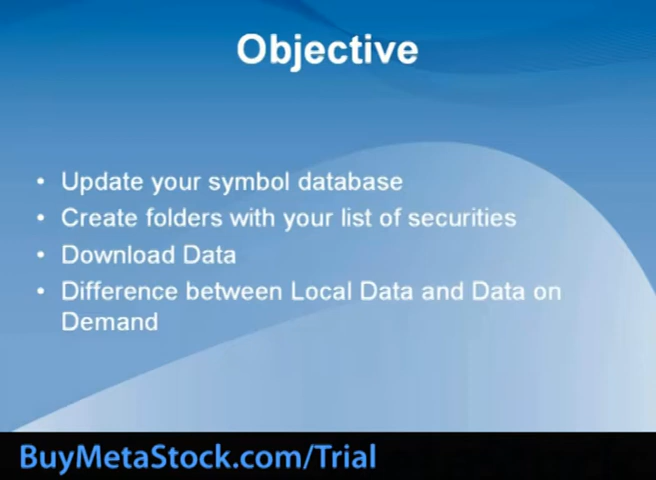 Objective
• Update your symbol database
• Create folders with your list of securities
• Download Data
• Difference between Local Data and Data on
Demand
BuyMetaStock.com/Trial